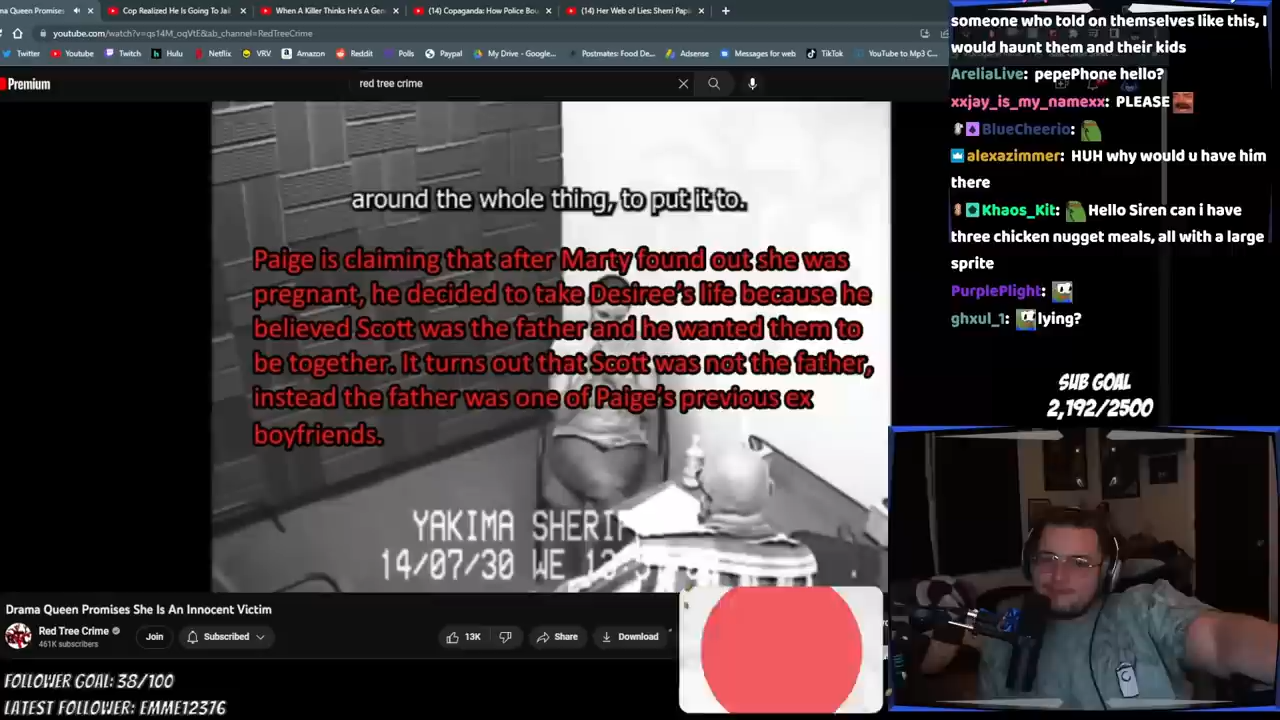 ma Queen Promises
Cop Realized He Is Going To Jail
When A Killer Thinks He's A Gen
(14) Copaganda: How Police Bou
(14) Her Web of Lies: Sherri Pap
youtube.com/watch?v=qs14M_oqVtE&ab_channel=RedTreeCrime
Twitter
Youtube
Twitch
Hulu
Netflix
VRV
Amazon
Reddit
Polls
Paypal
My Drive - Google...
Postmates: Food De...
Adsense
Messages for web
TikTok
YouTube to Mp3 C...
Premium
red tree crime
around the whole thing, to put it to.
Paige is claiming that after Marty found out she was
pregnant, he decided to take Desiree's life because he
believed Scott was the father and he wanted them to
be together. It turns out that Scott was not the father,
instead the father was one of Paige's previous ex
boyfriends.
YAKIMA SHERIF
14/07/30 WE
Drama Queen Promises She Is An Innocent Victim
Red Tree Crime
461K subscribers
Join
Subscribed
13K
Share
Download
FOLLOWER GOAL: 38/100
LATEST FOLLOWER: EMME12376
someone who told on themselves like this, I
would haunt them and their kids
AreliaLive: pepePhone hello?
xxjay_is_my_namexx: PLEASE
BlueCheerio:
alexazimmer: HUH why would u have him
there
Khaos_Kit: Hello Siren can i have
three chicken nugget meals, all with a large
sprite
PurplePlight:
ghxul_1: lying?
SUB GOAL
2,192/2500